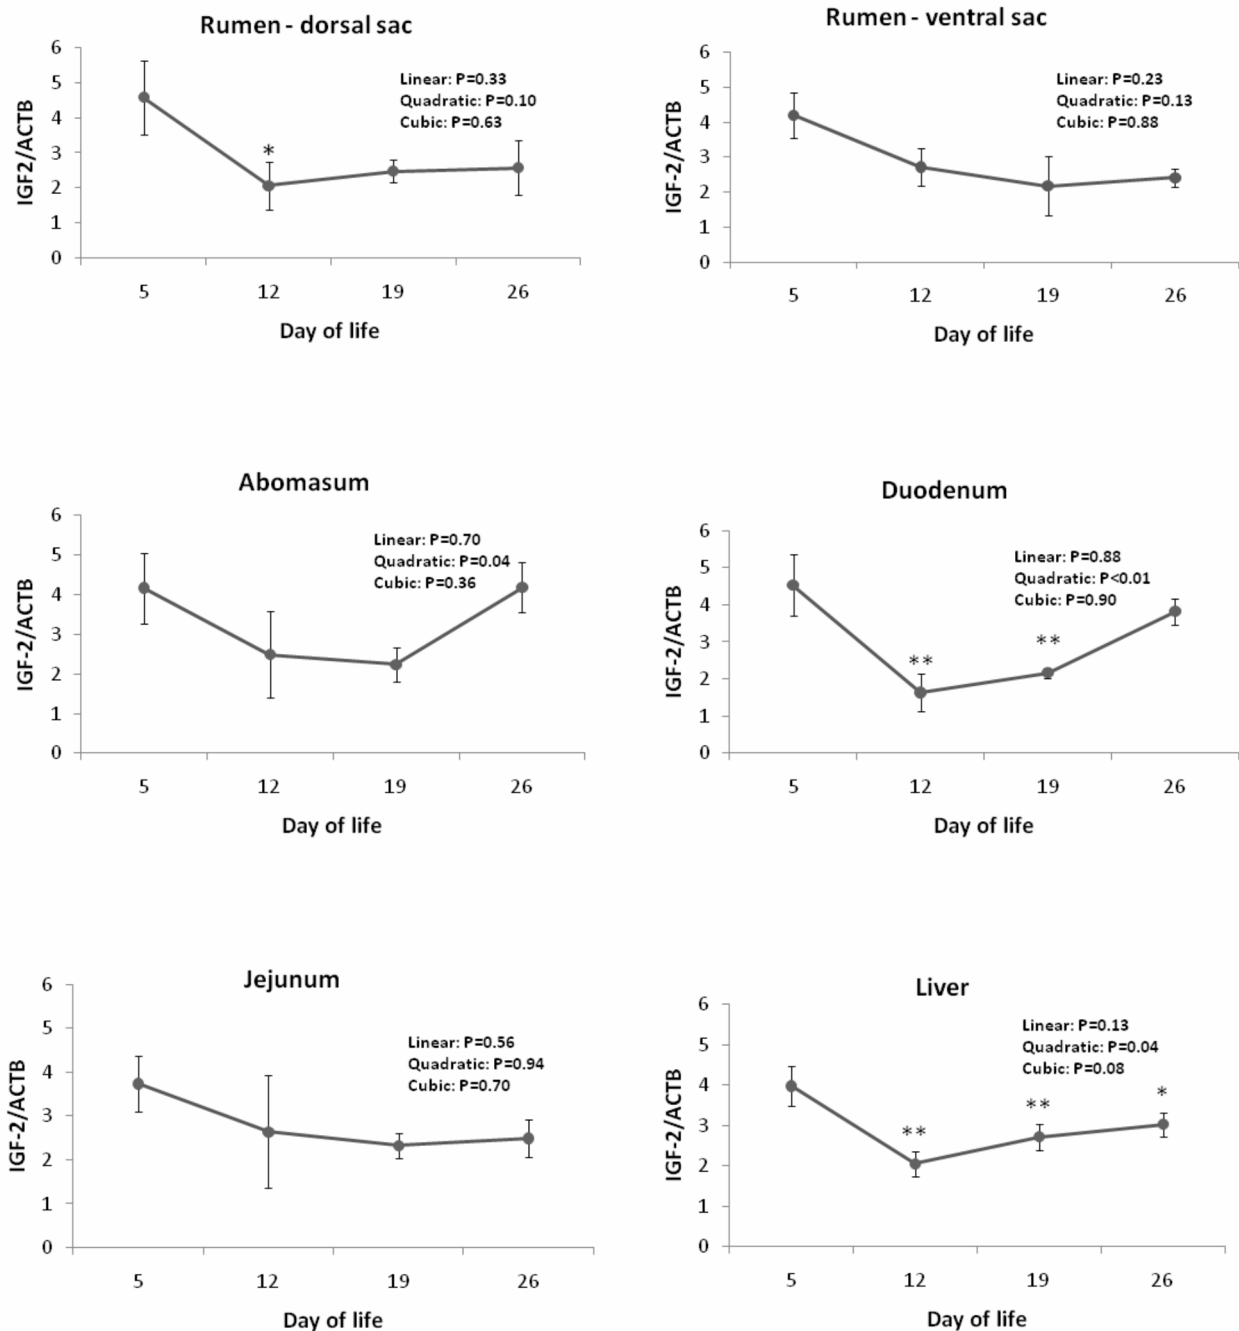 Rumen - dorsal sac
6
5
4
3
2
1
0
IGF2/ACTB
Linear: P=0.33
Quadratic: P=0.10
Cubic: P=0.63
*
5 12 19 26
Day of life
Rumen - ventral sac
6
5
4
3
2
1
0
IGF-2/ACTB
Linear: P=0.23
Quadratic: P=0.13
Cubic: P=0.88
5 12 19 26
Day of life
Abomasum
6
5
4
3
2
1
0
IGF-2/ACTB
Linear: P=0.70
Quadratic: P=0.04
Cubic: P=0.36
5 12 19 26
Day of life
Duodenum
6
5
4
3
2
1
0
IGF-2/ACTB
Linear: P=0.88
Quadratic: P<0.01
Cubic: P=0.90
** **
5 12 19 26
Day of life
Jejunum
6
5
4
3
2
1
0
IGF-2/ACTB
Linear: P=0.56
Quadratic: P=0.94
Cubic: P=0.70
5 12 19 26
Day of life
Liver
6
5
4
3
2
1
0
IGF-2/ACTB
Linear: P=0.13
Quadratic: P=0.04
Cubic: P=0.08
** ** *
5 12 19 26
Day of life